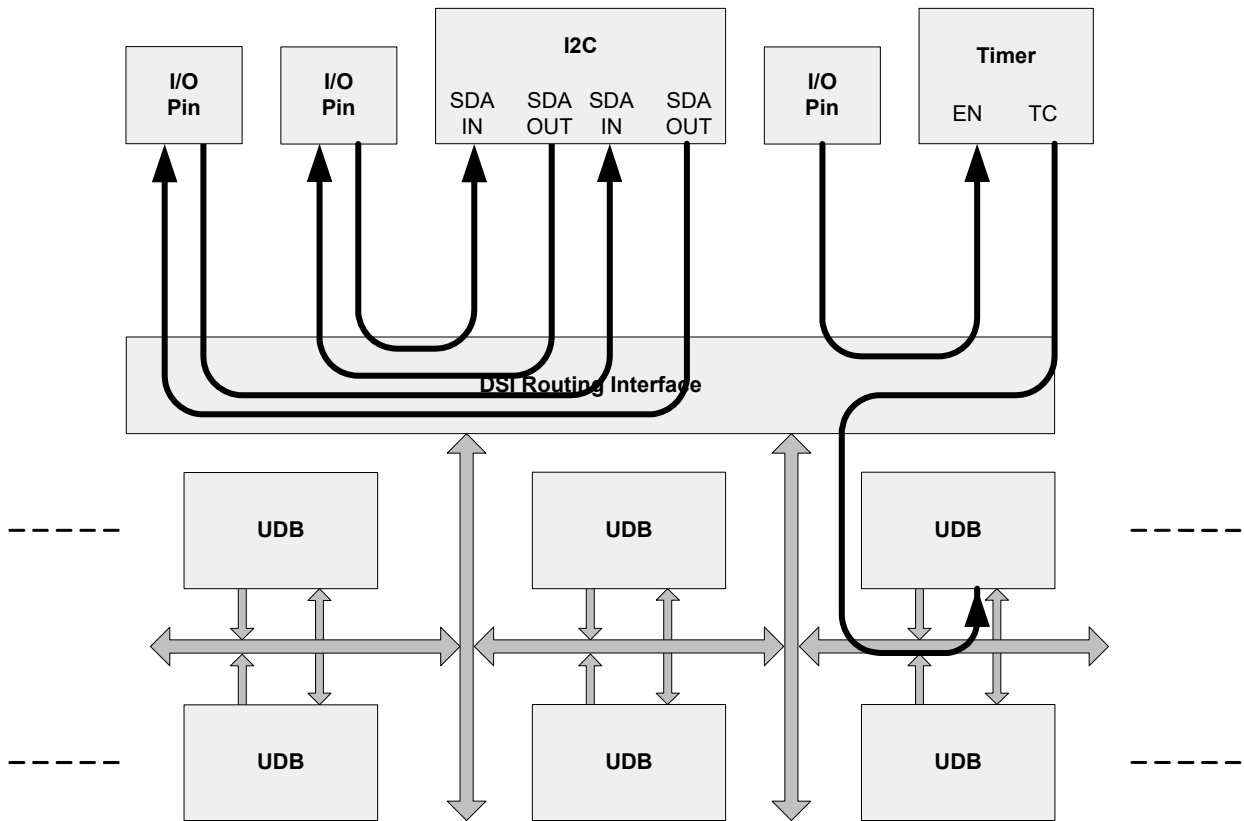 I/O
Pin
I/O
Pin
I2C
SDA
IN
SDA
OUT
SDA
IN
SDA
OUT
I/O
Pin
Timer
EN
TC
DSI Routing Interface
UDB
UDB
UDB
UDB
UDB
UDB